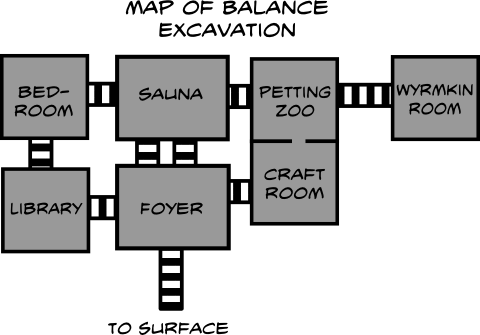 MAP OF BALANCE
EXCAVATION
BED-
ROOM
SAUNA
PETTING
ZOO
WYRMKIN
ROOM
LIBRARY
FOYER
CRAFT
ROOM
TO SURFACE